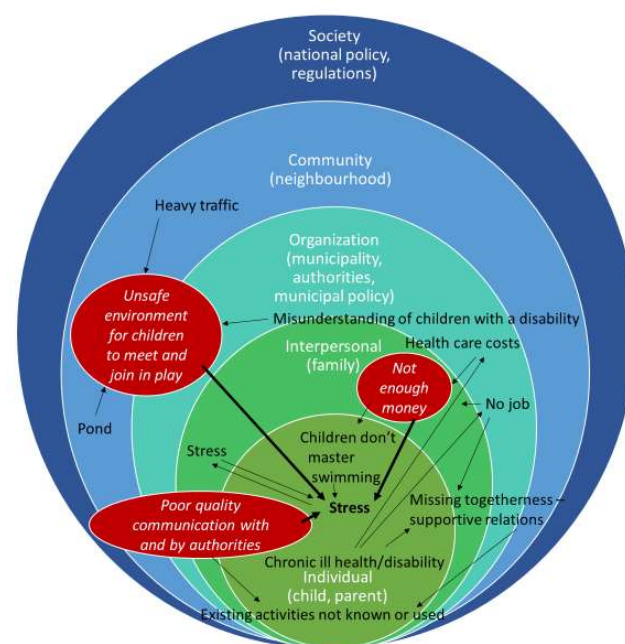 Society
(national policy,
regulations)
Community
(neighbourhood)
Heavy traffic
Organization
(municipality,
authorities,
municipal policy)
Unsafe
environment
for children
to meet and
join in play
Misunderstanding of children with a disability
Health care costs
Interpersonal
(family)
Not
enough
money
No job
Pond
Children don’t
master
swimming
Stress
Stress
Missing togetherness –
supportive relations
Poor quality
communication with
and by authorities
Chronic ill health/disability
Individual
(child, parent)
Existing activities not known or used